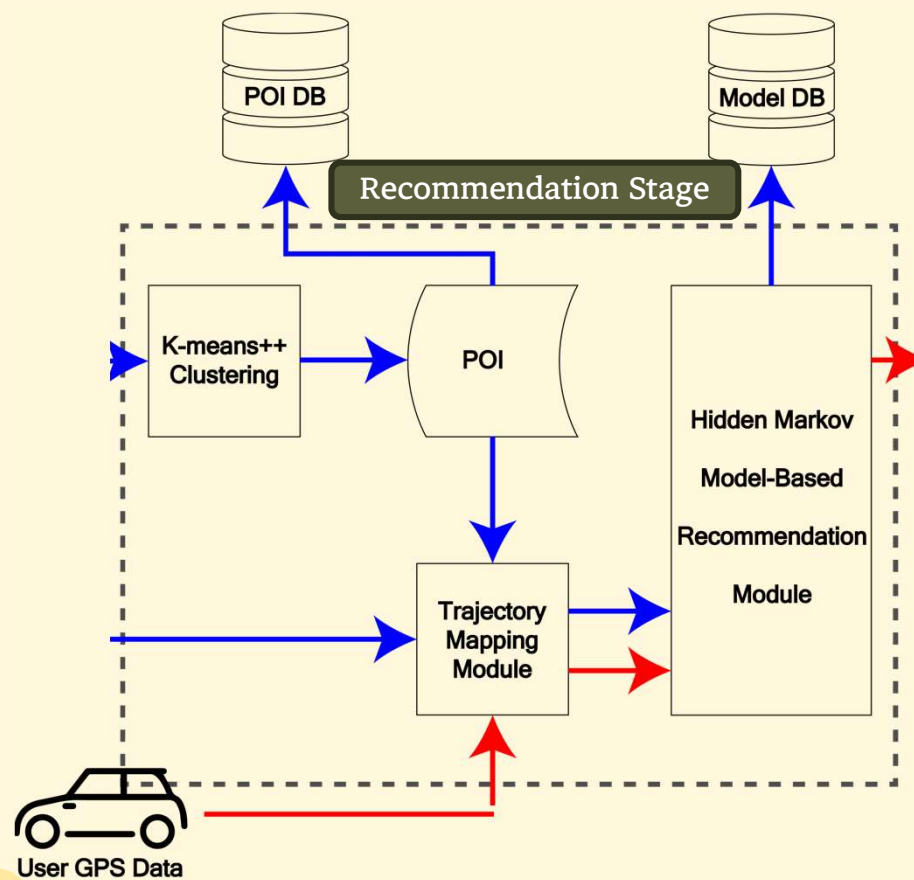 POI DB
Model DB
Recommendation Stage
K-means++
Clustering
POI
Hidden Markov
Model-Based
Recommendation
Module
Trajectory
Mapping
Module
User GPS Data